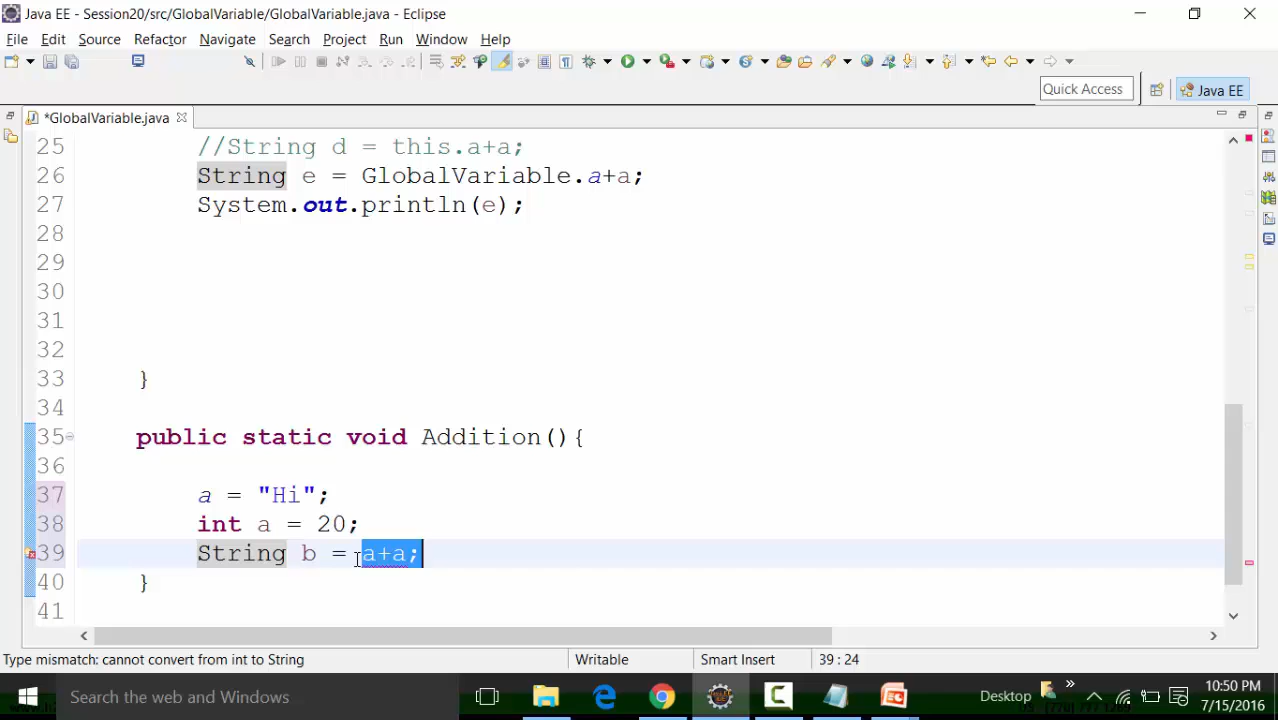 Java EE - Session20/src/GlobalVariable/GlobalVariable.java - Eclipse
File Edit Source Refactor Navigate Search Project Run Window Help
Quick Access Java EE
*GlobalVariable.java
25 //String d = this.a+a;
26 String e = GlobalVariable.a+a;
27 System.out.println(e);
28
29
30
31
32
33 }
34
35 public static void Addition(){
36
37 a = "Hi";
38 int a = 20;
39 String b = a+a;
40 }
41
Type mismatch: cannot convert from int to String Writable Smart Insert 39 : 24
Search the web and Windows Desktop 10:50 PM
7/15/2016